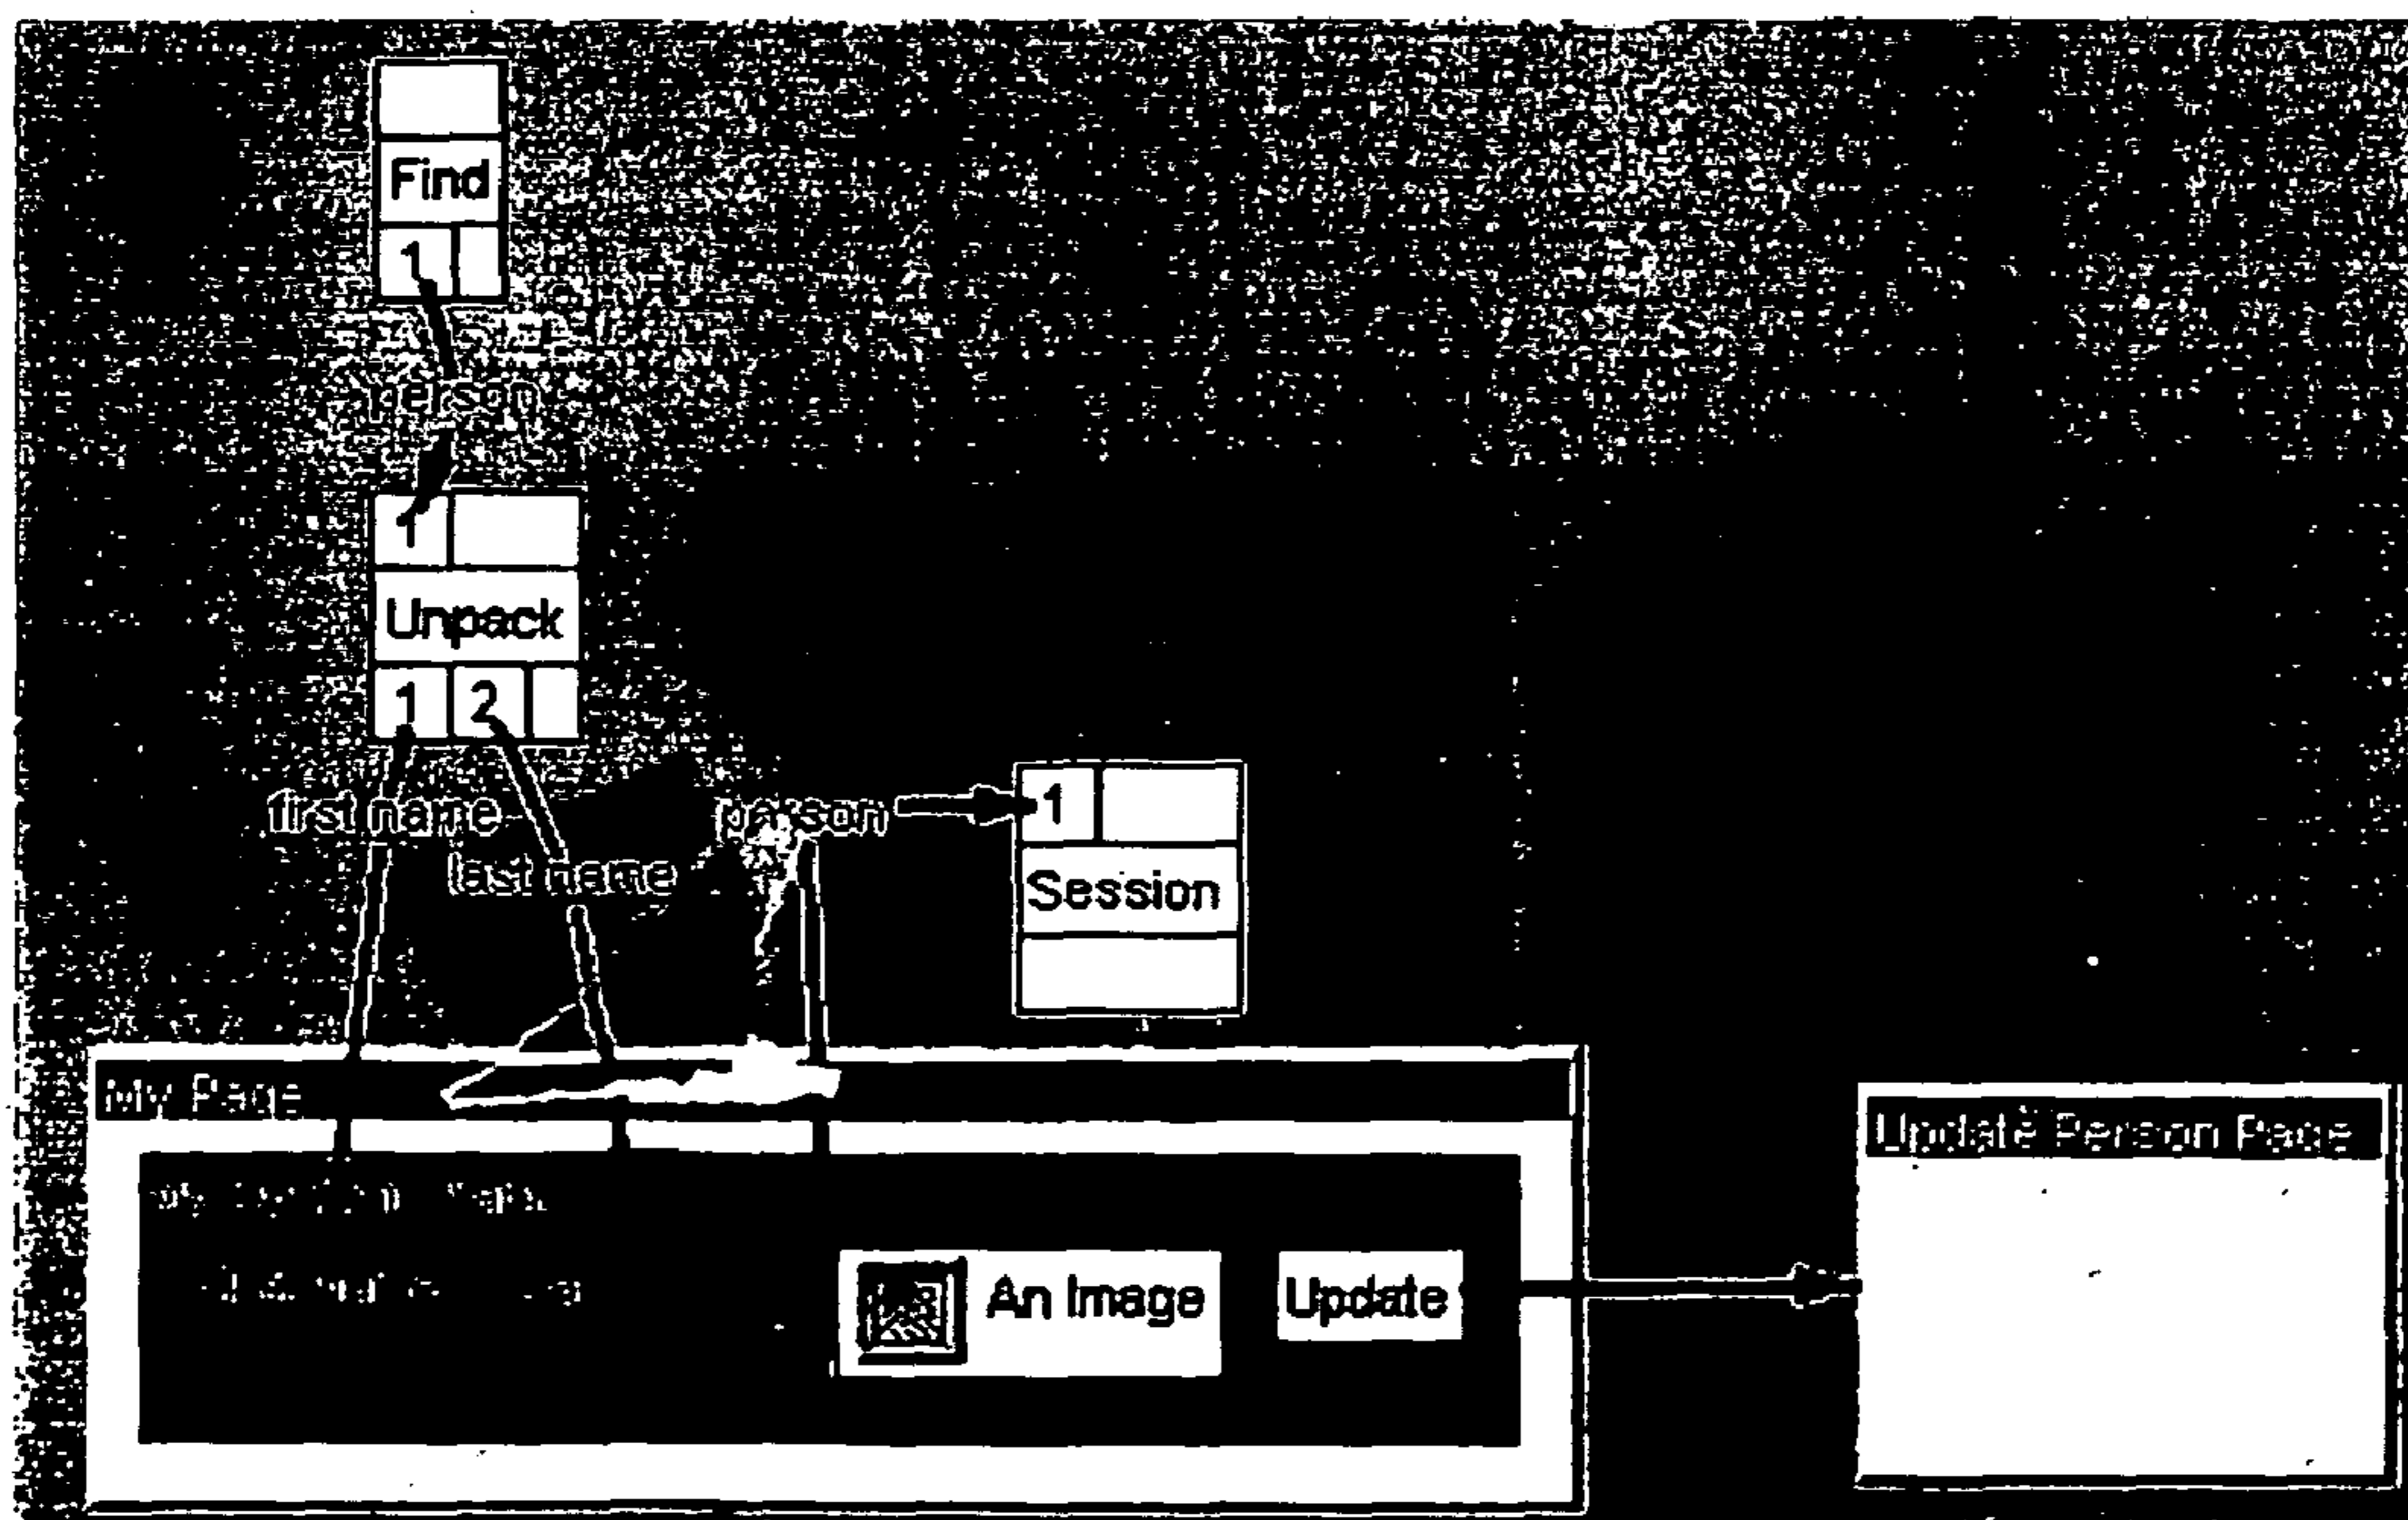 Find
1
person
1
Unpack
1 2
first name
person
1
last name
Session
My Page
Update Person Page
An Image
Update